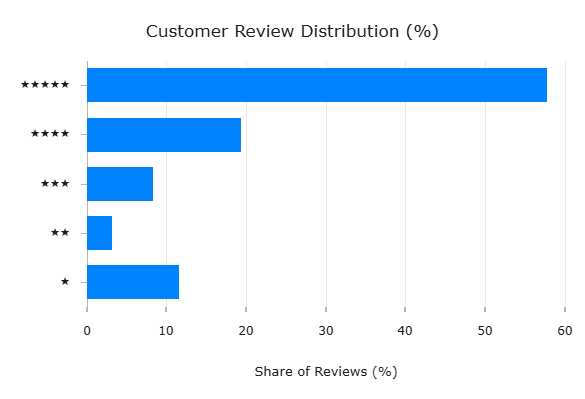 Customer Review Distribution (%)
★★★★★
★★★★
★★★
★★
★
0 10 20 30 40 50 60
Share of Reviews (%)